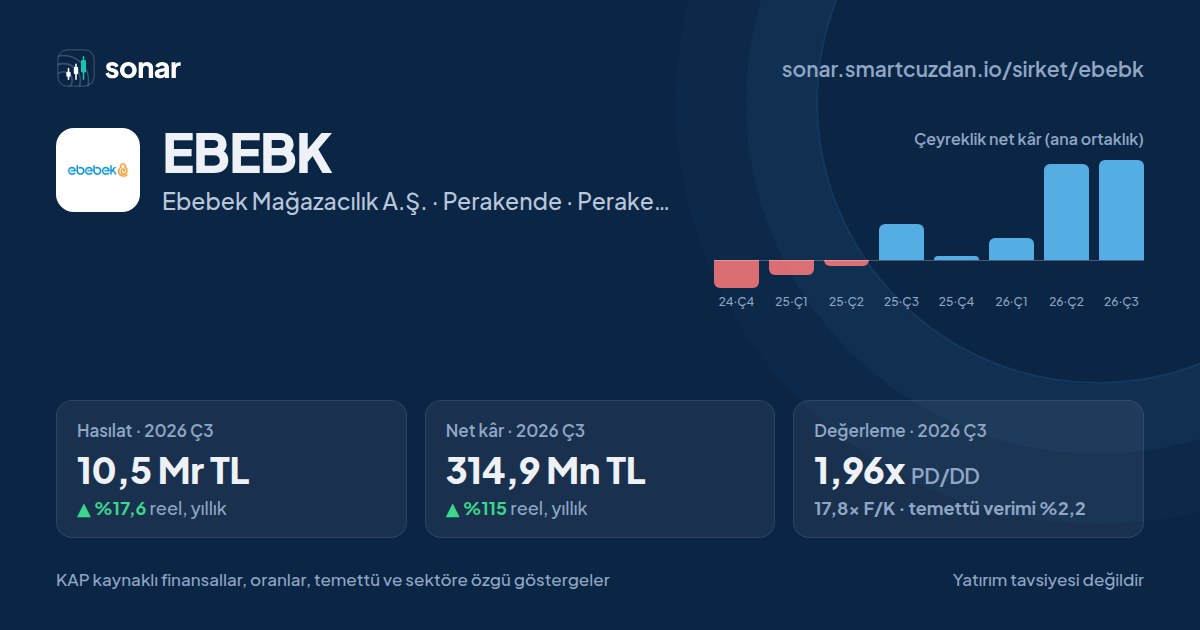 sonar
sonar.smartcuzdan.io/sirket/ebebk
ebebek
EBEBK
Ebebek Mağazacılık A.Ş. · Perakende · Perake...
Çeyreklik net kâr (ana ortaklık)
24·Ç4 25·Ç1 25·Ç2 25·Ç3 25·Ç4 26·Ç1 26·Ç2 26·Ç3
Hasılat · 2026 Ç3
10,5 Mr TL
▲ %17,6 reel, yıllık
Net kâr · 2026 Ç3
314,9 Mn TL
▲ %115 reel, yıllık
Değerleme · 2026 Ç3
1,96x PD/DD
17,8× F/K · temettü verimi %2,2
KAP kaynaklı finansallar, oranlar, temettü ve sektöre özgü göstergeler
Yatırım tavsiyesi değildir